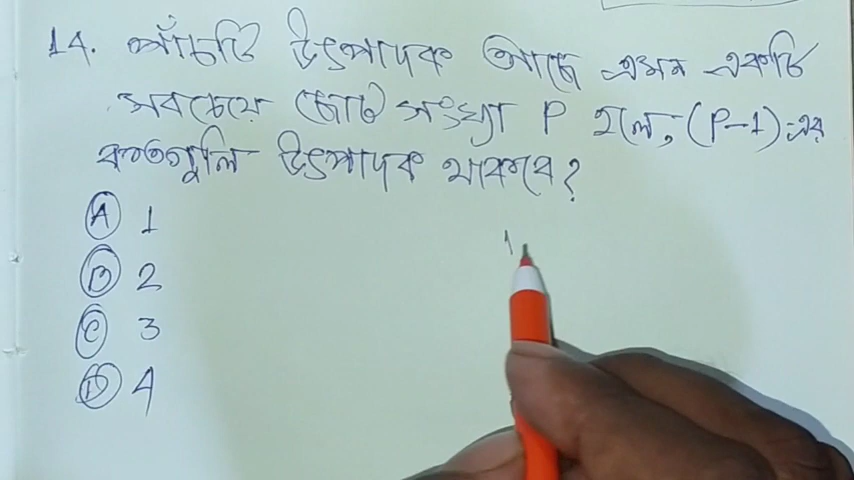 14. পাঁচটি উৎপাদক আছে এমন একটি
সবচেয়ে ছোট সংখ্যা P হলে, (P-1)-এর
কতগুলি উৎপাদক থাকবে?
A 1
B 2
C 3
D 4
1